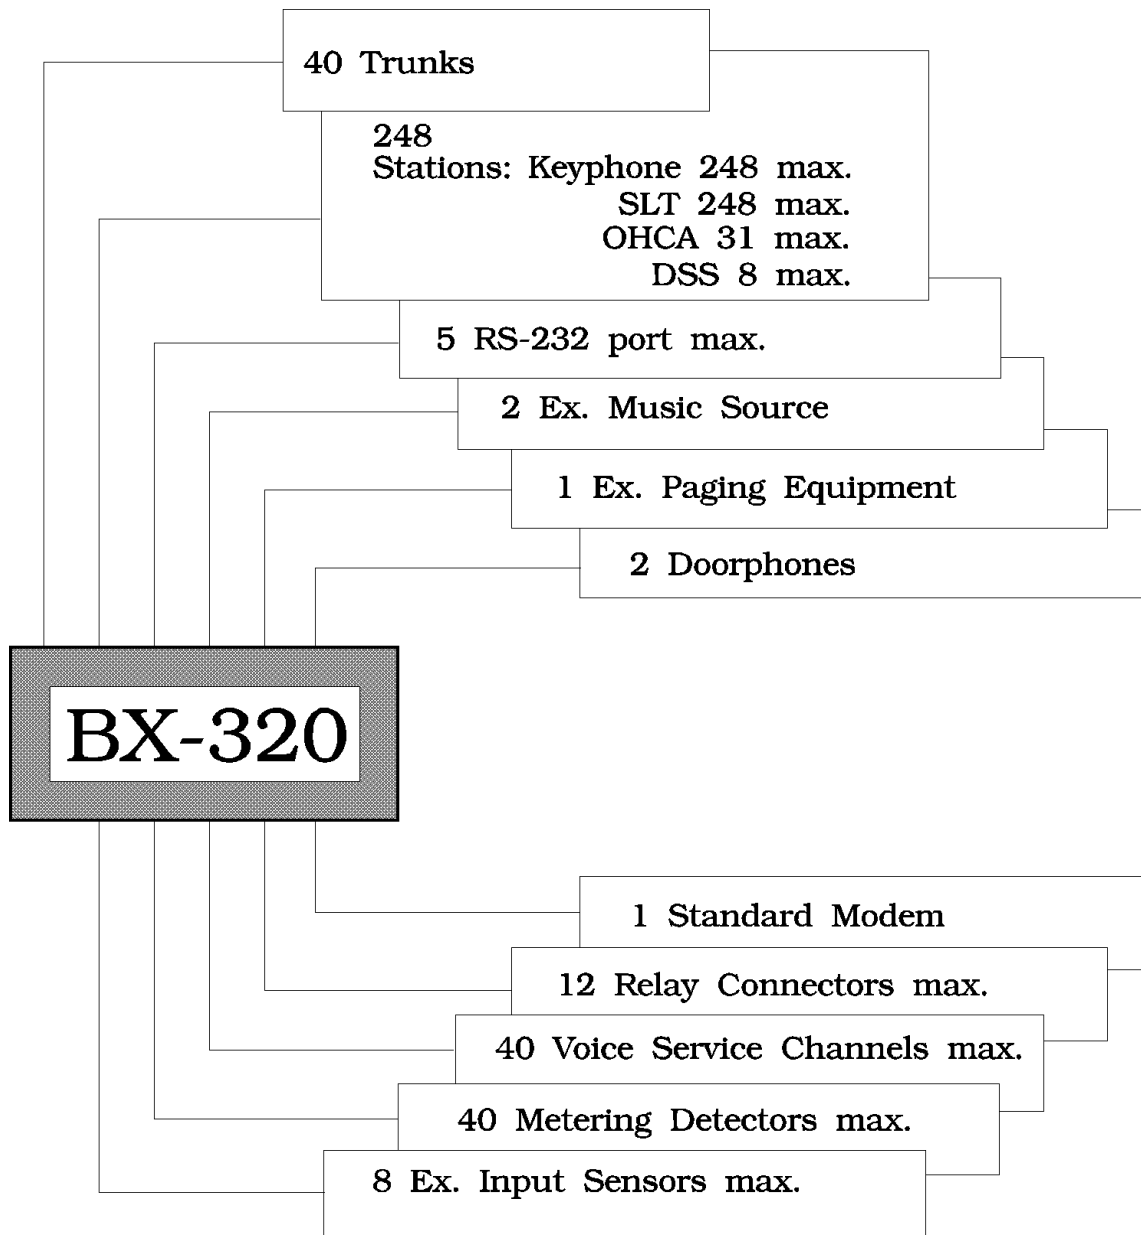 40 Trunks
248
Stations: Keyphone 248 max.
SLT 248 max.
OHCA 31 max.
DSS 8 max.
5 RS-232 port max.
2 Ex. Music Source
1 Ex. Paging Equipment
2 Doorphones
BX-320
1 Standard Modem
12 Relay Connectors max.
40 Voice Service Channels max.
40 Metering Detectors max.
8 Ex. Input Sensors max.